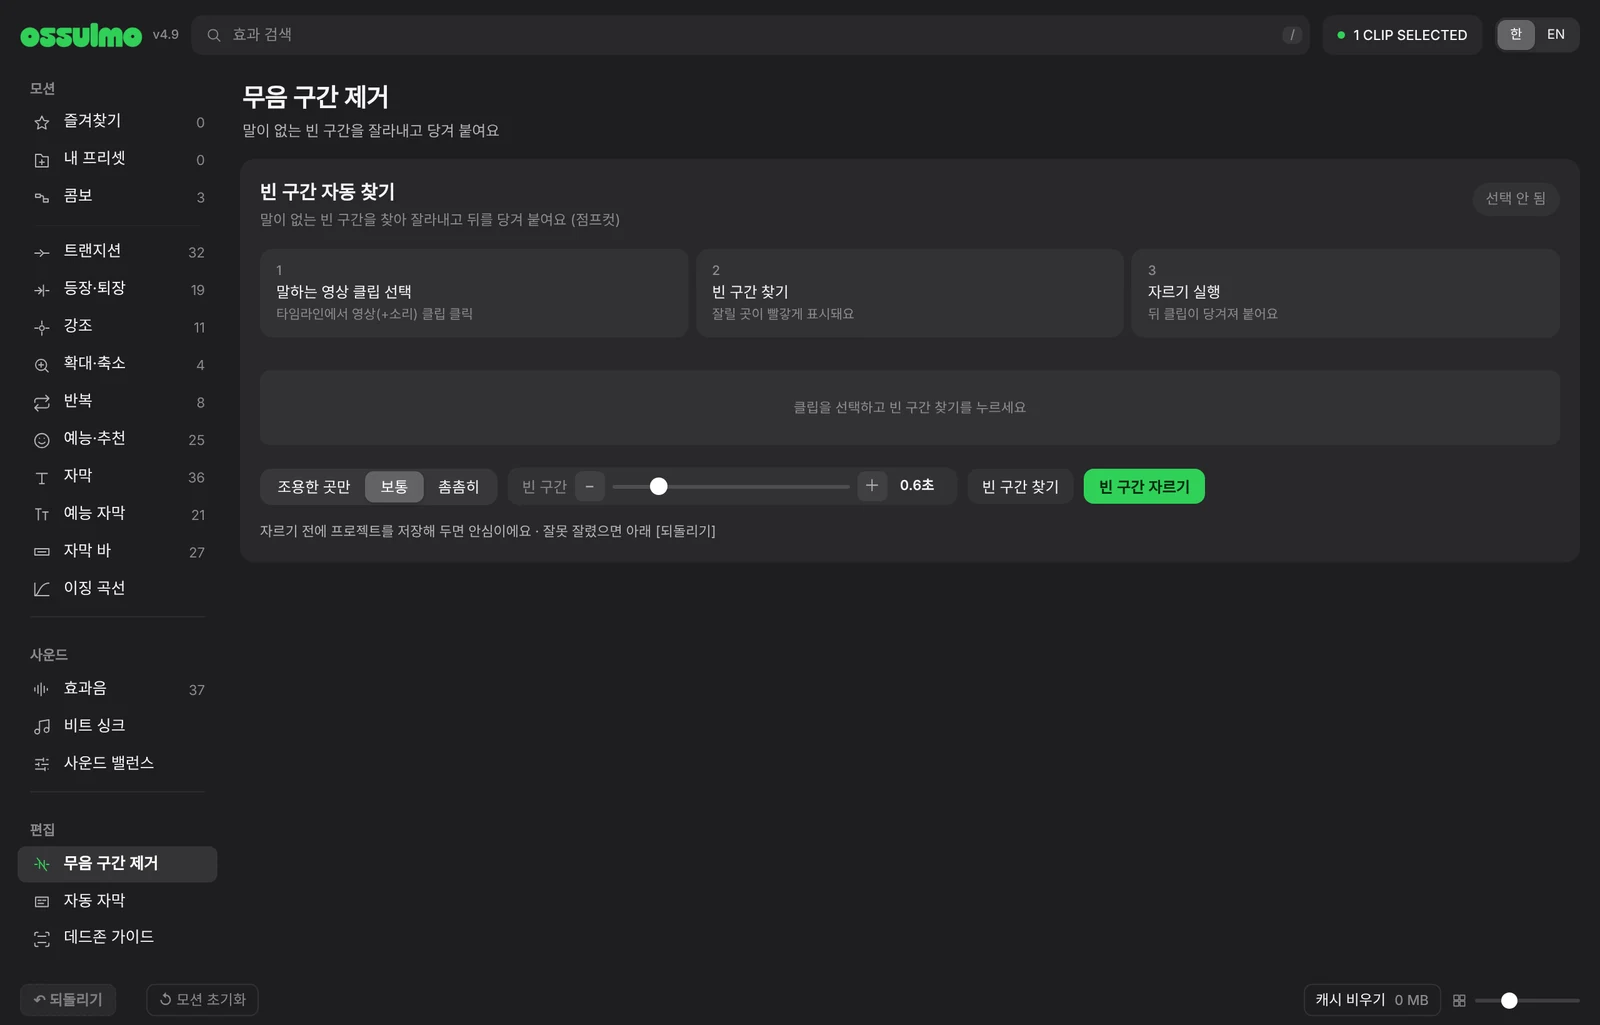 ossulmo v4.9
효과 검색
/
1 CLIP SELECTED
한 EN
모션
즐겨찾기 0
내 프리셋 0
콤보 3
트랜지션 32
등장·퇴장 19
강조 11
확대·축소 4
반복 8
예능·추천 25
자막 36
예능 자막 21
자막 바 27
이징 곡선
사운드
효과음 37
비트 싱크
사운드 밸런스
편집
무음 구간 제거
자동 자막
데드존 가이드
무음 구간 제거
말이 없는 빈 구간을 잘라내고 당겨 붙여요
빈 구간 자동 찾기
말이 없는 빈 구간을 찾아 잘라내고 뒤를 당겨 붙여요 (점프컷)
선택 안 됨
1
말하는 영상 클립 선택
타임라인에서 영상(+소리) 클립 클릭
2
빈 구간 찾기
잘릴 곳이 빨갛게 표시돼요
3
자르기 실행
뒤 클립이 당겨져 붙어요
클립을 선택하고 빈 구간 찾기를 누르세요
조용한 곳만 보통 촘촘히 빈 구간 − + 0.6초 빈 구간 찾기 빈 구간 자르기
자르기 전에 프로젝트를 저장해 두면 안심이에요 · 잘못 잘렸으면 아래 [되돌리기]
↶ 되돌리기
모션 초기화
캐시 비우기 0 MB